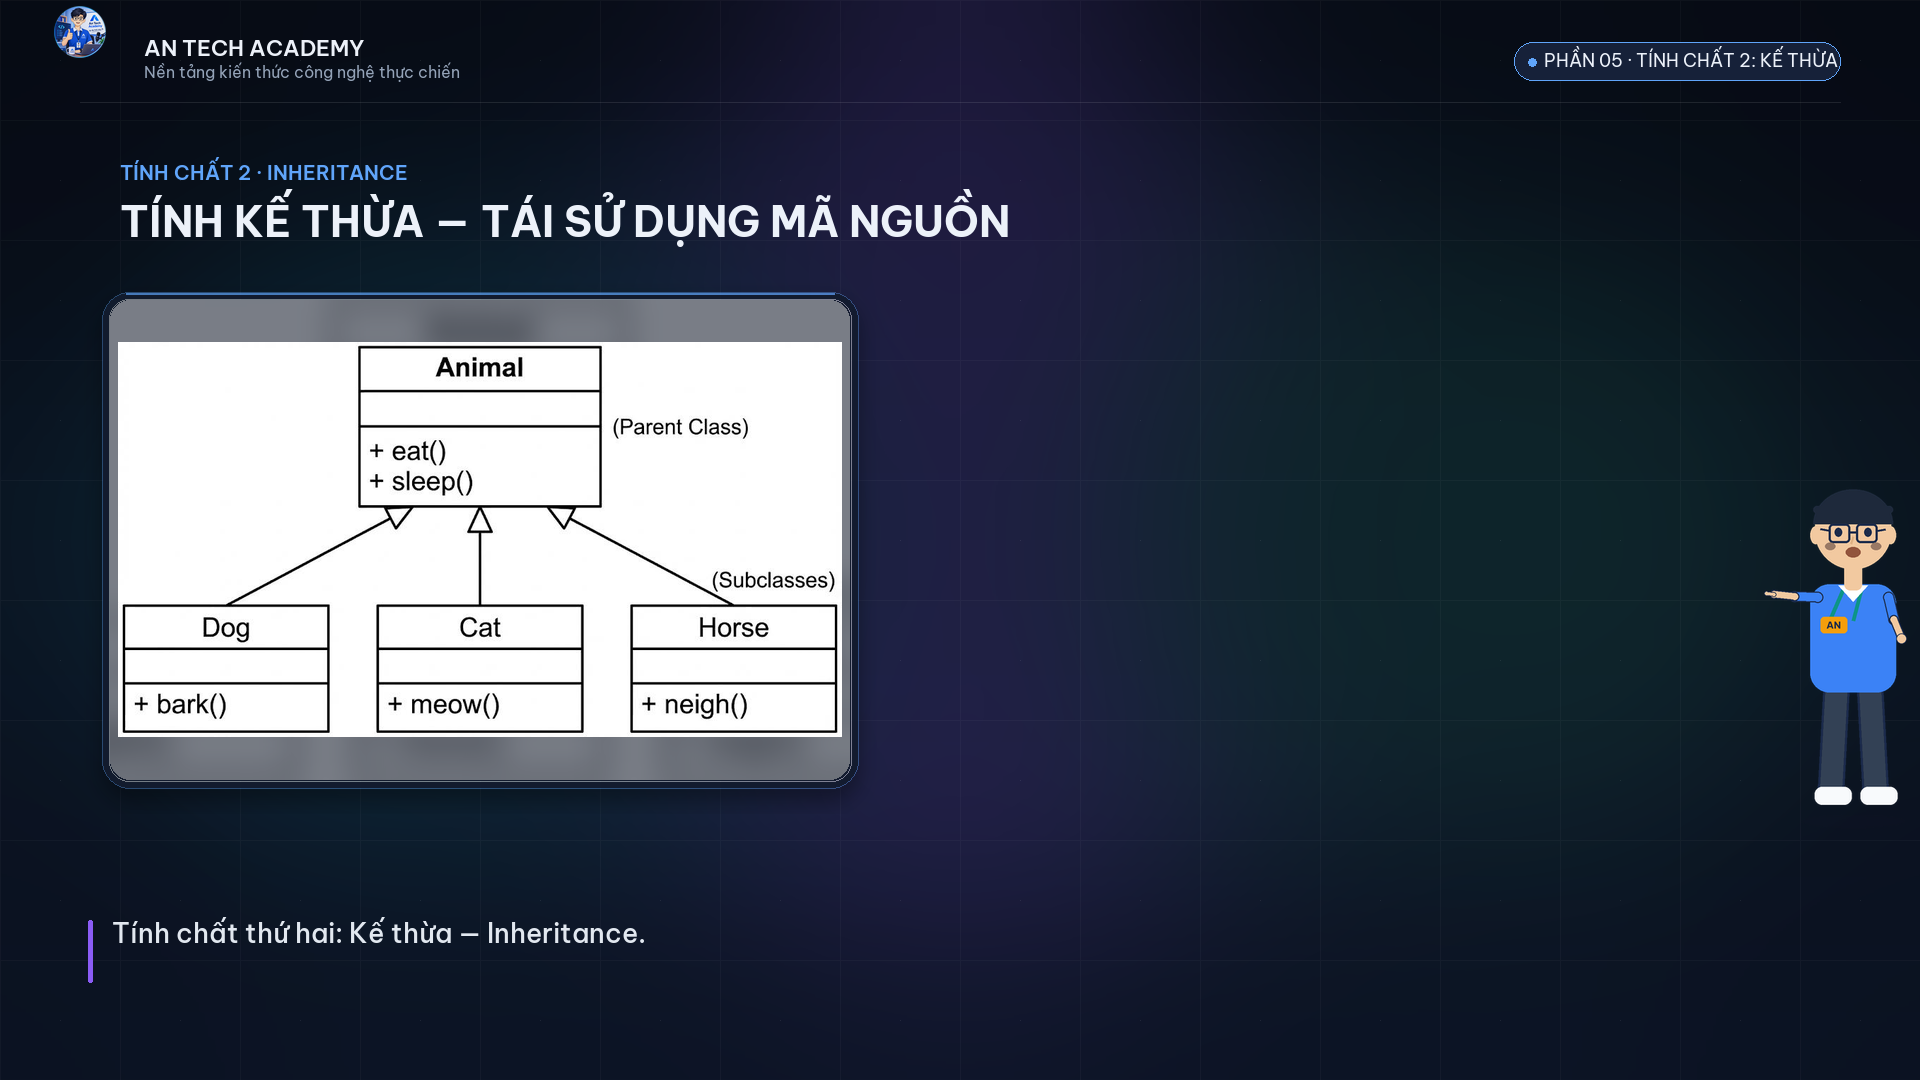 AN TECH ACADEMY
Nền tảng kiến thức công nghệ thực chiến
PHẦN 05 · TÍNH CHẤT 2: KẾ THỪA
TÍNH CHẤT 2 · INHERITANCE
TÍNH KẾ THỪA — TÁI SỬ DỤNG MÃ NGUỒN
Animal
(Parent Class)
+ eat()
+ sleep()
(Subclasses)
Dog
Cat
Horse
+ bark()
+ meow()
+ neigh()
AN
Tính chất thứ hai: Kế thừa — Inheritance.